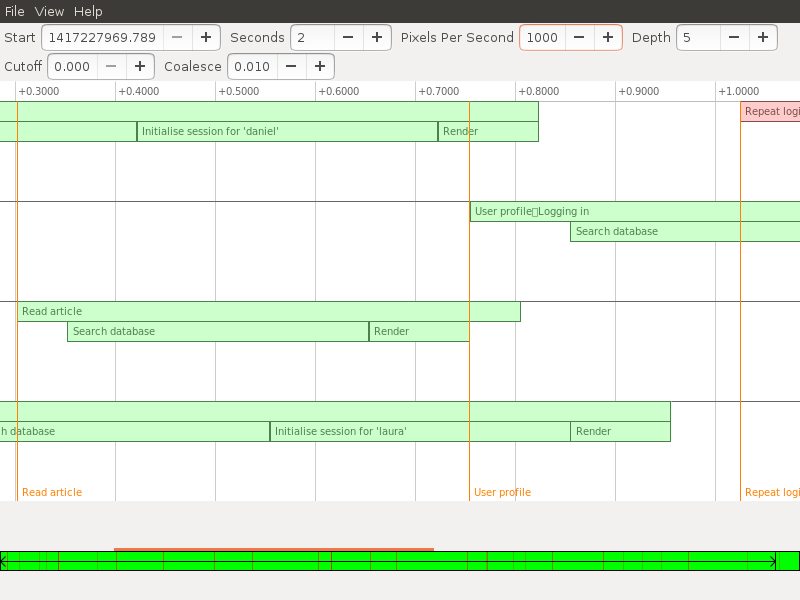 File View Help
Start 1417227969.789 − + Seconds 2 − + Pixels Per Second 1000 − + Depth 5 − +
Cutoff 0.000 − + Coalesce 0.010 − +
+0.3000 +0.4000 +0.5000 +0.6000 +0.7000 +0.8000 +0.9000 +1.0000
Repeat logi
Initialise session for 'daniel' Render
User profile▯Logging in
Search database
Read article
Search database Render
h database Initialise session for 'laura' Render
Read article User profile Repeat logi